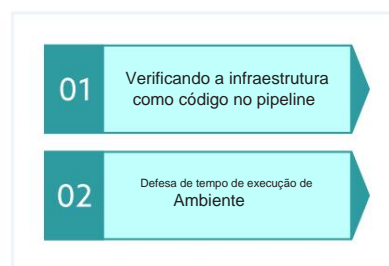 01
Verificando a infraestrutura
como código no pipeline
02
Defesa de tempo de execução de
Ambiente